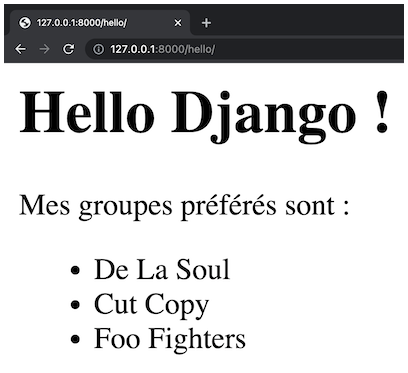 127.0.0.1:8000/hello/
127.0.0.1:8000/hello/
Hello Django !
Mes groupes préférés sont :
De La Soul
Cut Copy
Foo Fighters